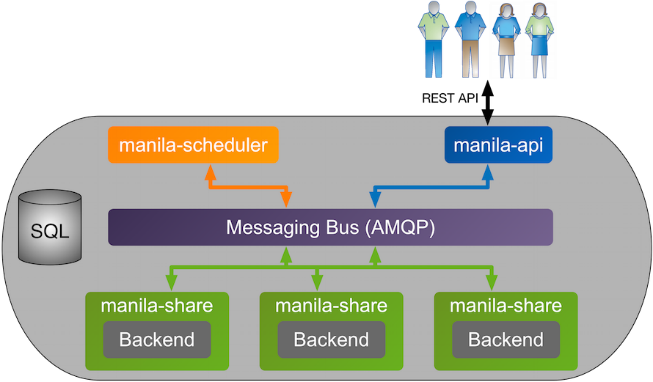 REST API
manila-scheduler
manila-api
SQL
Messaging Bus (AMQP)
manila-share
manila-share
manila-share
Backend
Backend
Backend